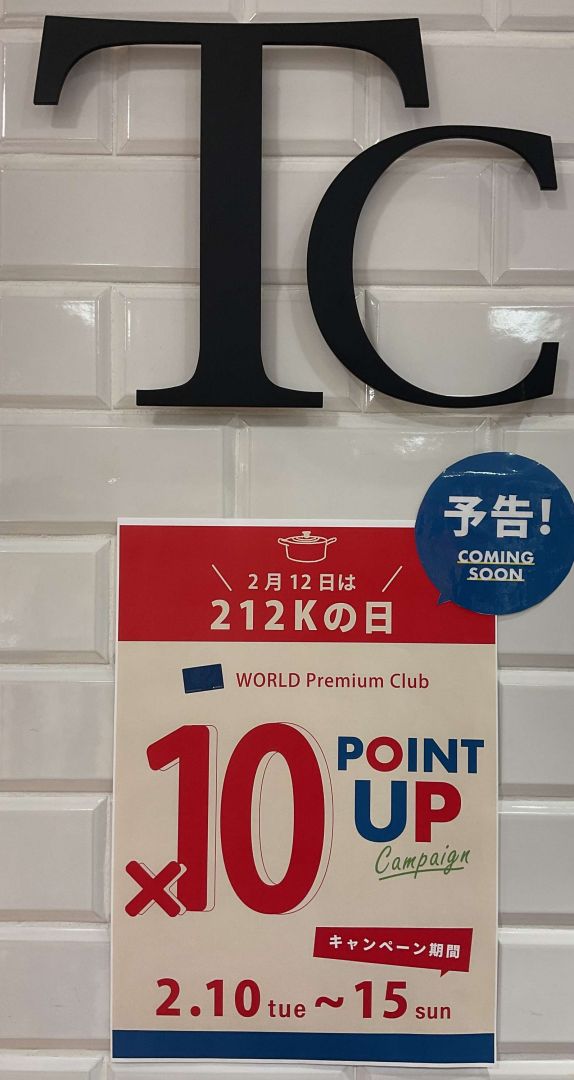 Tc
予告!
COMING
SOON
2月12日は
212Kの日
WORLD Premium Club
×10
POINT
UP
Campaign
キャンペーン期間
2.10 tue ~ 15 sun